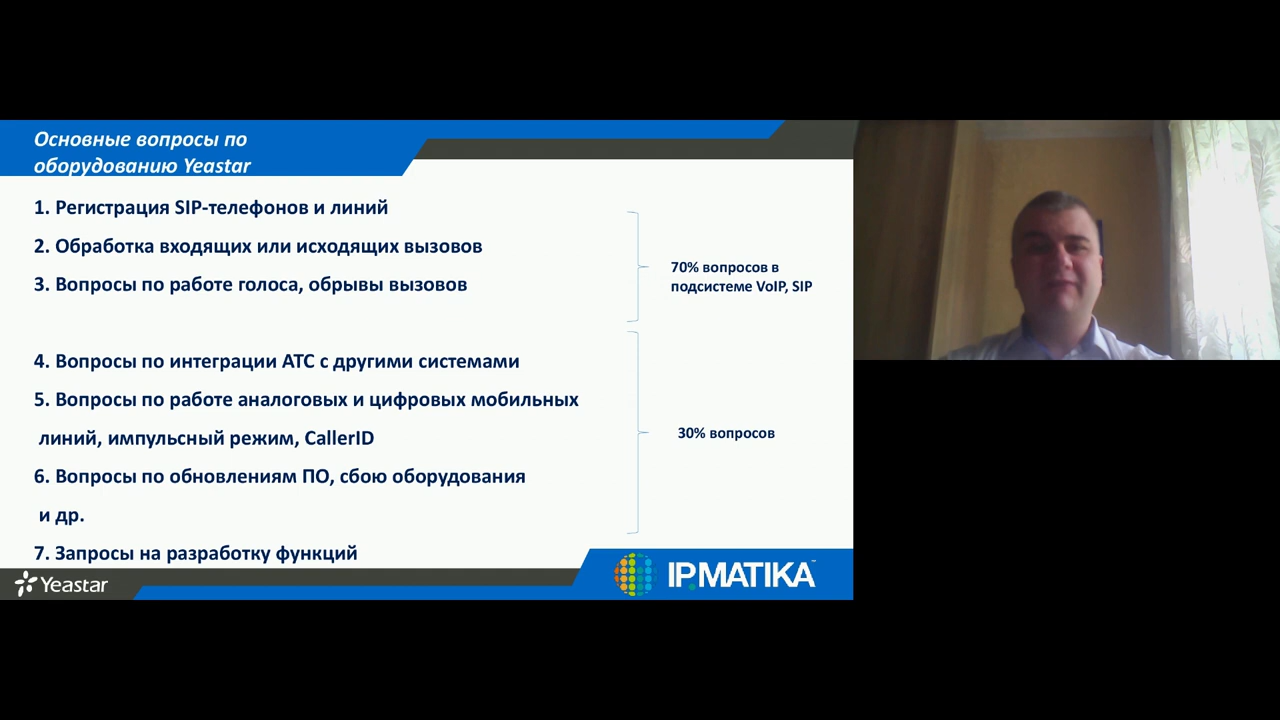 Основные вопросы по
оборудованию Yeastar
1. Регистрация SIP-телефонов и линий
2. Обработка входящих или исходящих вызовов
3. Вопросы по работе голоса, обрывы вызовов
70% вопросов в
подсистеме VoIP, SIP
4. Вопросы по интеграции АТС с другими системами
5. Вопросы по работе аналоговых и цифровых мобильных
линий, импульсный режим, CallerID
30% вопросов
6. Вопросы по обновлениям ПО, сбою оборудования
и др.
7. Запросы на разработку функций
Yeastar
IPMATIKA™